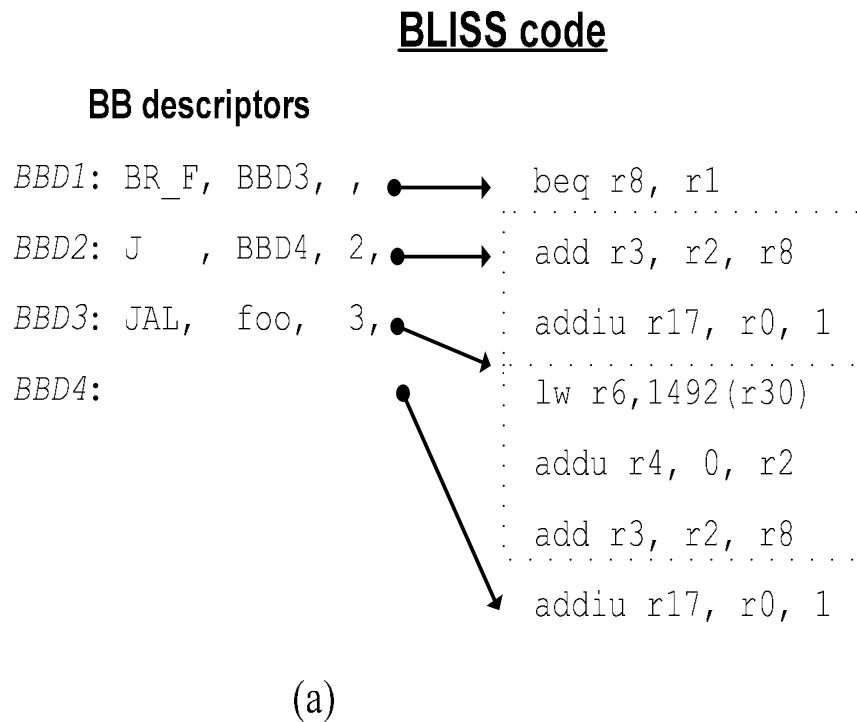 BLISS code
BB descriptors
BBD1: BR_F, BBD3, , beq r8, r1
BBD2: J , BBD4, 2, add r3, r2, r8
BBD3: JAL, foo, 3, addiu r17, r0, 1
BBD4: lw r6,1492(r30)
addu r4, 0, r2
add r3, r2, r8
addiu r17, r0, 1
(a)